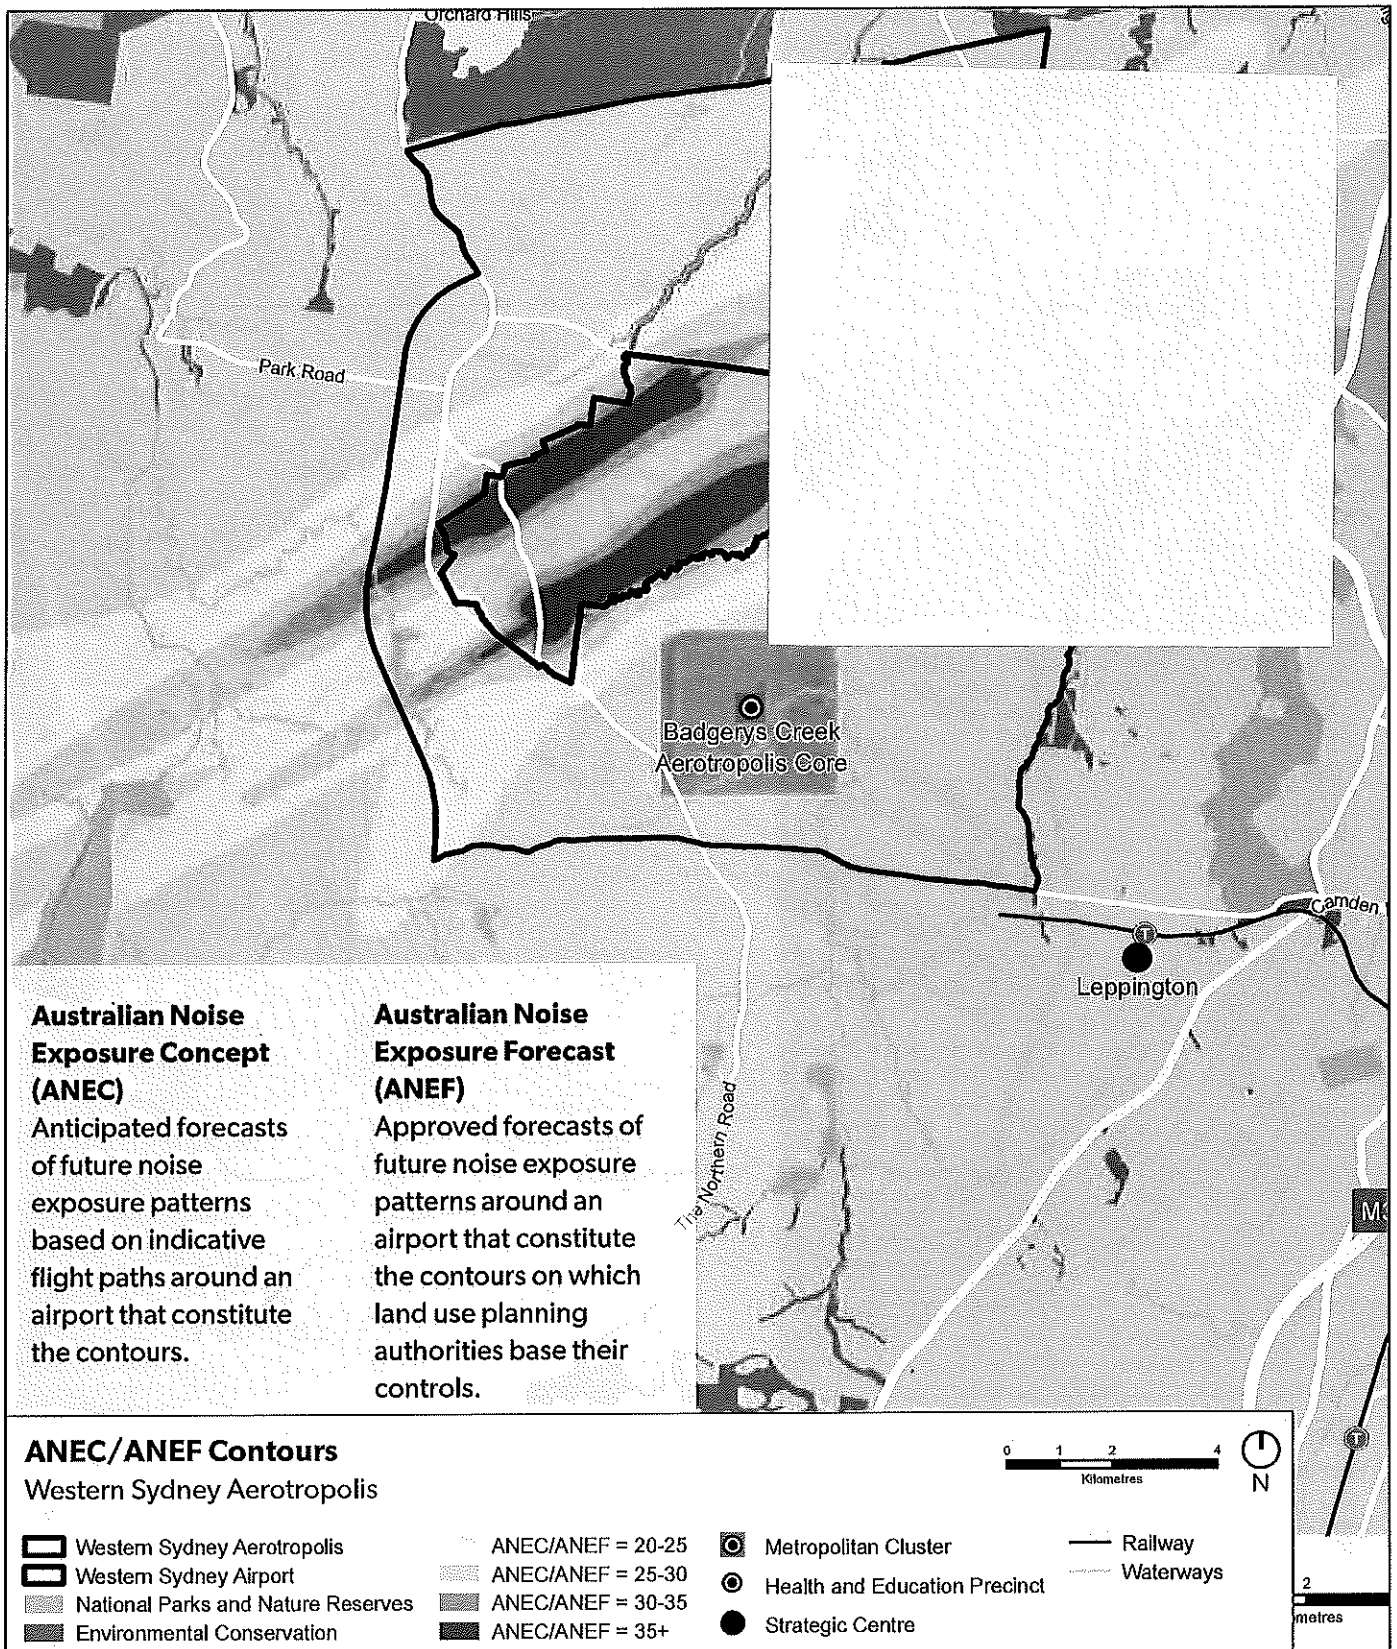 Orchard Hills
Park Road
Badgerys Creek
Aerotropolis Core
Camden
T
Leppington
The Northern Road
Australian Noise
Exposure Concept
(ANEC)
Anticipated forecasts
of future noise
exposure patterns
based on indicative
flight paths around an
airport that constitute
the contours.
Australian Noise
Exposure Forecast
(ANEF)
Approved forecasts of
future noise exposure
patterns around an
airport that constitute
the contours on which
land use planning
authorities base their
controls.
ANEC/ANEF Contours
Western Sydney Aerotropolis
0 1 2 4
Kilometres
N
T
Western Sydney Aerotropolis
Western Sydney Airport
National Parks and Nature Reserves
Environmental Conservation
ANEC/ANEF = 20-25
ANEC/ANEF = 25-30
ANEC/ANEF = 30-35
ANEC/ANEF = 35+
Metropolitan Cluster
Health and Education Precinct
Strategic Centre
Railway
Waterways
2
metres